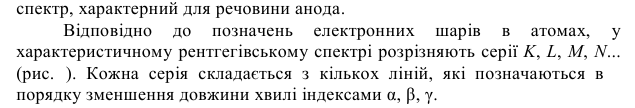 спектр, характерний для речовини анода.
Відповідно до позначень електронних шарів в атомах, у
характеристичному рентгегівському спектрі розрізняють серії K, L, M, N...
(рис. ). Кожна серія складається з кількох ліній, які позначаються в
порядку зменшення довжини хвилі індексами α, β, γ.